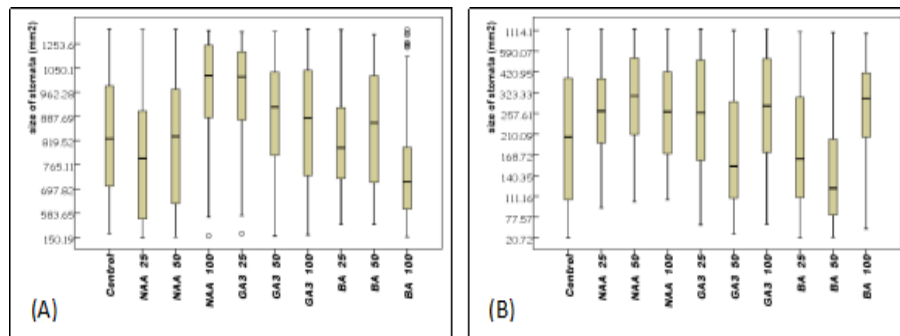 size of stomata (mm2)
1253.6
1050.1
962.28
887.69
819.52
765.11
697.82
583.65
150.19
Control
NAA 25
NAA 50
NAA 100
GA3 25
GA3 50
GA3 100
BA 25
BA 50
BA 100
(A)
size of stomata (mm2)
1114.1
590.07
420.95
323.33
257.61
210.09
168.72
140.35
111.16
77.57
20.72
Control
NAA 25
NAA 50
NAA 100
GA3 25
GA3 50
GA3 100
BA 25
BA 50
BA 100
(B)